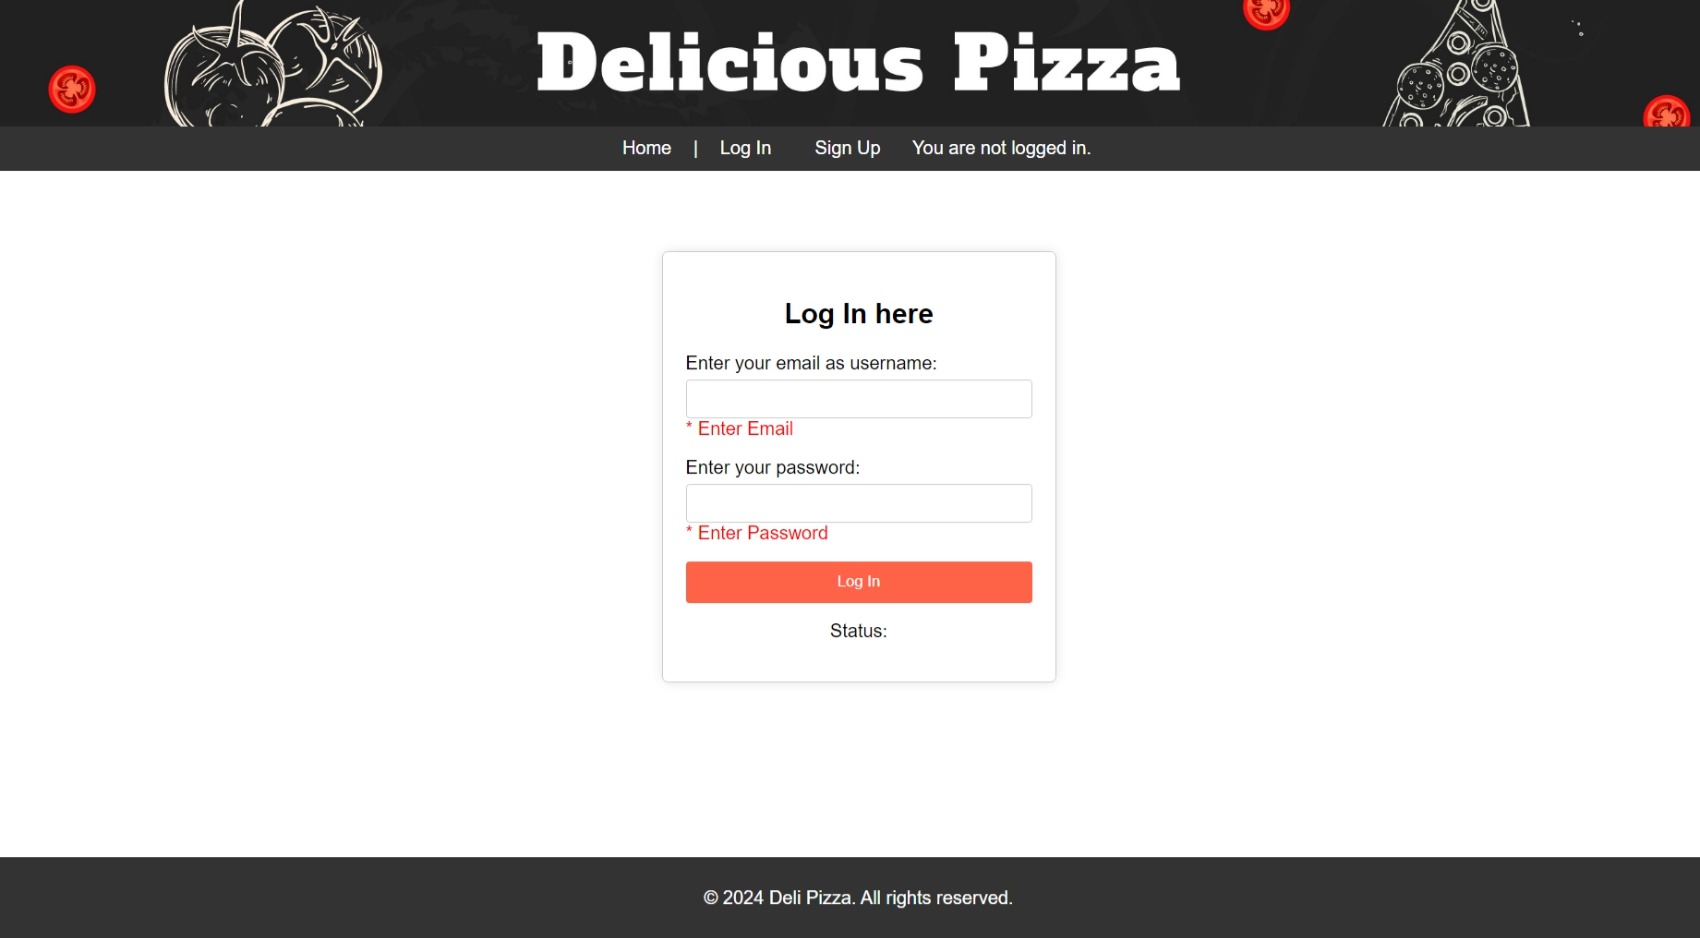 Delicious Pizza
Home | Log In Sign Up You are not logged in.
Log In here
Enter your email as username:
* Enter Email
Enter your password:
* Enter Password
Log In
Status:
© 2024 Deli Pizza. All rights reserved.